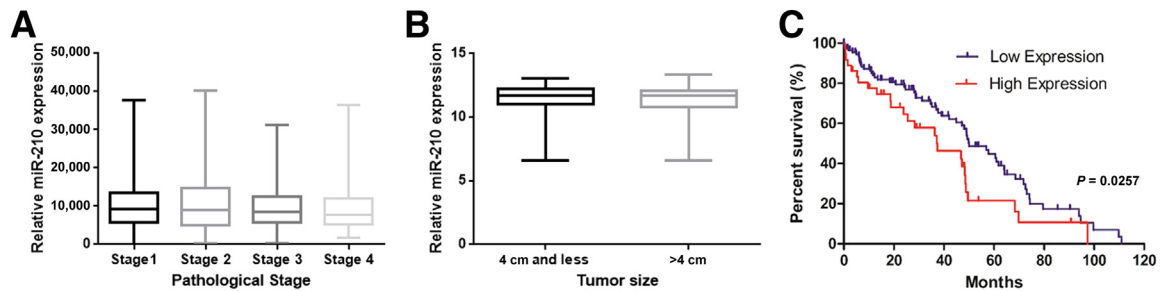 A
Relative miR-210 expression
50,000
40,000
30,000
20,000
10,000
0
Stage1 Stage 2 Stage 3 Stage 4
Pathological Stage
B
Relative miR-210 expression
15
10
5
0
4 cm and less >4 cm
Tumor size
C
Percent survival (%)
100
80
60
40
20
0
Low Expression
High Expression
P = 0.0257
0 20 40 60 80 100 120
Months